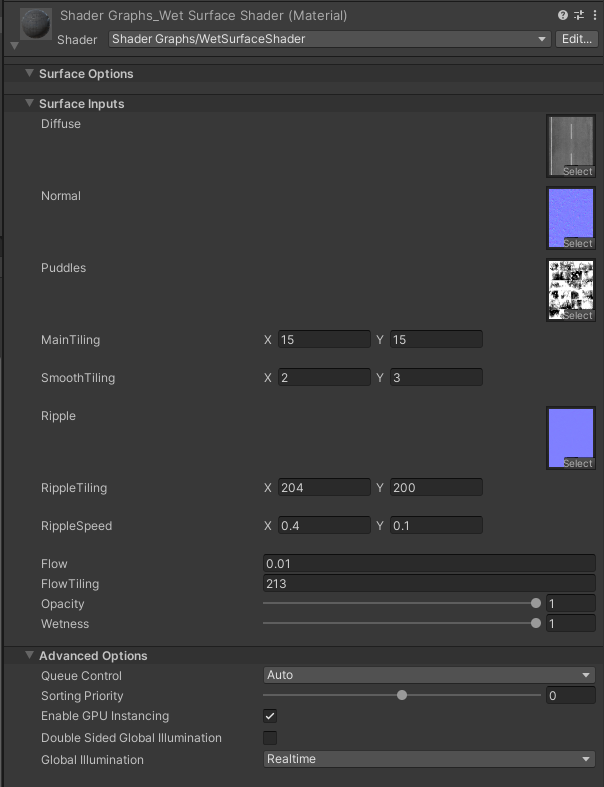 Shader Graphs_Wet Surface Shader (Material)
Shader Shader Graphs/WetSurfaceShader Edit...
Surface Options
Surface Inputs
Diffuse
Select
Normal
Select
Puddles
Select
MainTiling X 15 Y 15
SmoothTiling X 2 Y 3
Ripple
Select
RippleTiling X 204 Y 200
RippleSpeed X 0.4 Y 0.1
Flow 0.01
FlowTiling 213
Opacity 1
Wetness 1
Advanced Options
Queue Control Auto
Sorting Priority 0
Enable GPU Instancing
Double Sided Global Illumination
Global Illumination Realtime